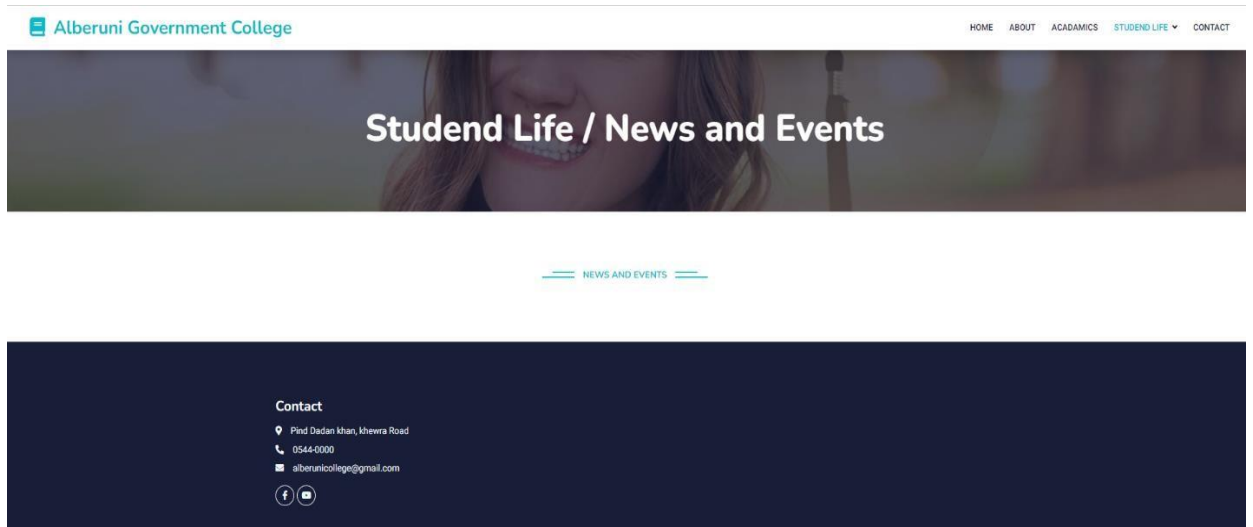 Alberuni Government College
HOME ABOUT ACADAMICS STUDEND LIFE CONTACT
Studend Life / News and Events
NEWS AND EVENTS
Contact
Pind Dadan khan, khewra Road
0544-0000
alberunicollege@gmail.com